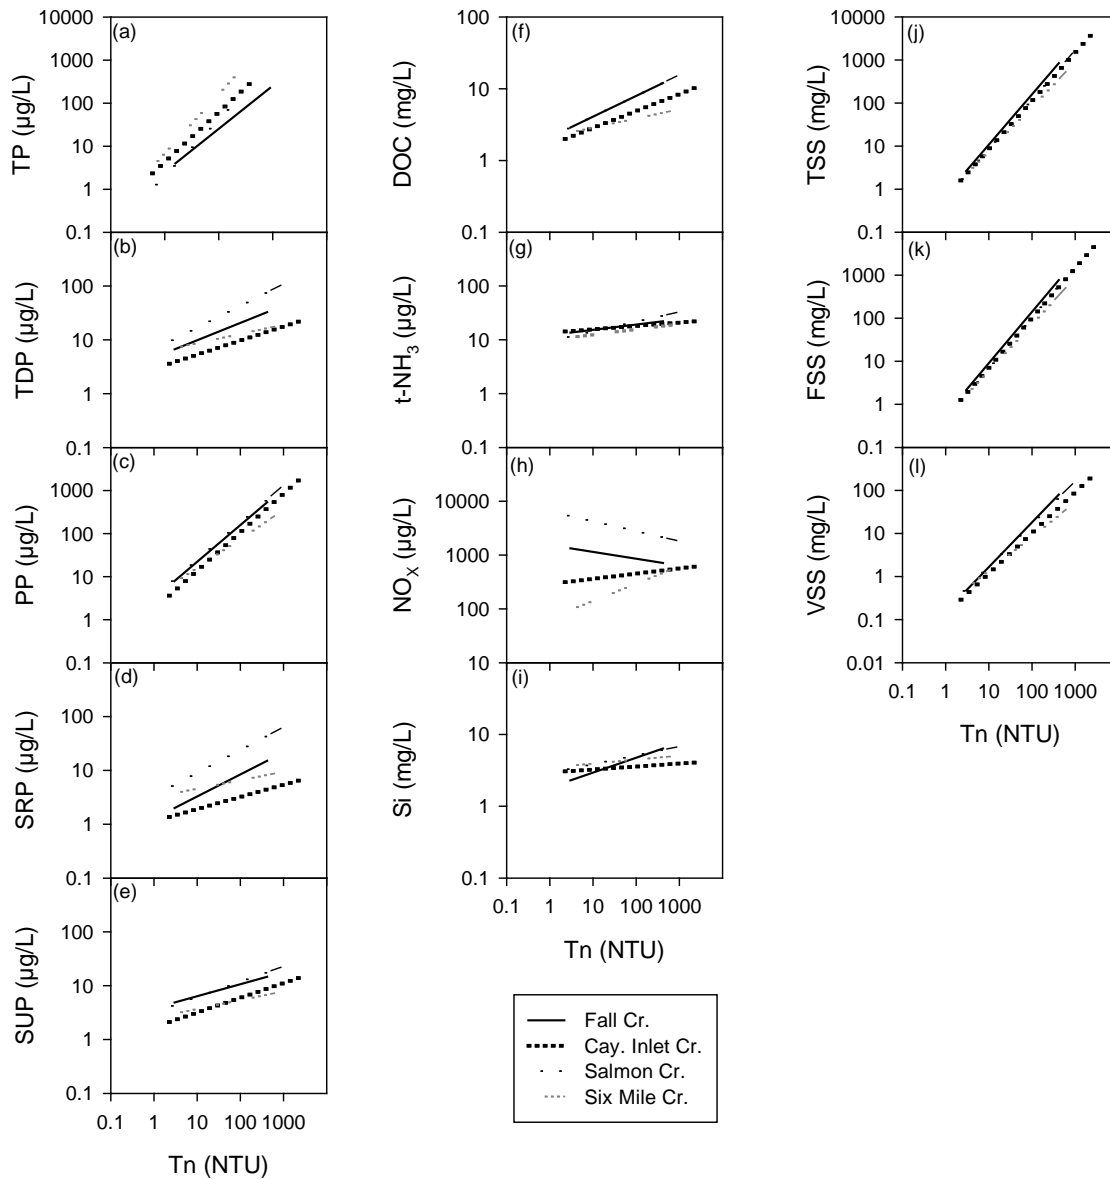 (a)
10000
1000
100
10
1
0.1
TP (µg/L)
(b)
100
10
1
0.1
TDP (µg/L)
(c)
1000
100
10
1
0.1
PP (µg/L)
(d)
100
10
1
0.1
SRP (µg/L)
(e)
100
10
1
0.1
SUP (µg/L)
0.1 1 10 100 1000
Tn (NTU)
(f)
100
10
1
0.1
DOC (mg/L)
(g)
100
10
1
0.1
t-NH3 (µg/L)
(h)
10000
1000
100
10
NOX (µg/L)
(i)
10
1
0.1
Si (mg/L)
0.1 1 10 100 1000
Tn (NTU)
Fall Cr.
Cay. Inlet Cr.
Salmon Cr.
Six Mile Cr.
(j)
10000
1000
100
10
1
0.1
TSS (mg/L)
(k)
1000
100
10
1
0.1
FSS (mg/L)
(l)
100
10
1
0.1
0.01
VSS (mg/L)
0.1 1 10 100 1000
Tn (NTU)